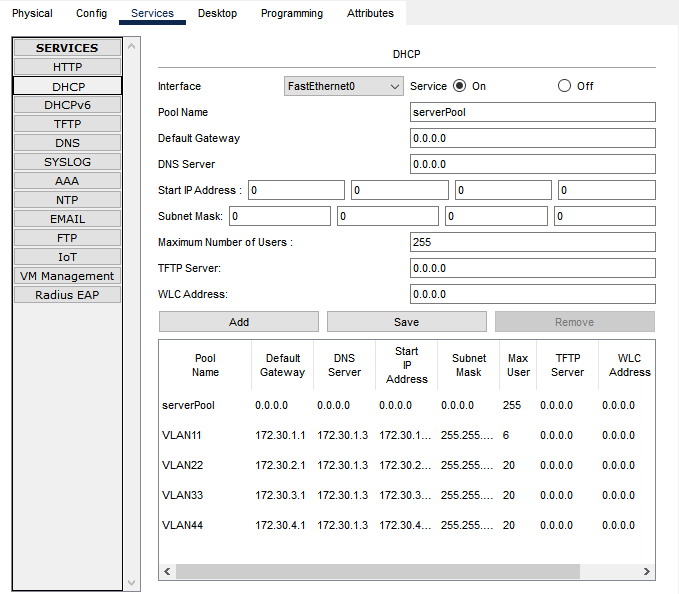 Physical Config Services Desktop Programming Attributes
SERVICES
HTTP
DHCP
DHCPv6
TFTP
DNS
SYSLOG
AAA
NTP
EMAIL
FTP
IoT
VM Management
Radius EAP
DHCP
Interface FastEthernet0 Service On Off
Pool Name serverPool
Default Gateway 0.0.0.0
DNS Server 0.0.0.0
Start IP Address : 0 0 0 0
Subnet Mask: 0 0 0 0
Maximum Number of Users : 255
TFTP Server: 0.0.0.0
WLC Address: 0.0.0.0
Add Save Remove
Pool Name Default Gateway DNS Server Start IP Address Subnet Mask Max User TFTP Server WLC Address
serverPool 0.0.0.0 0.0.0.0 0.0.0.0 0.0.0.0 255 0.0.0.0 0.0.0.0
VLAN11 172.30.1.1 172.30.1.3 172.30.1... 255.255.... 6 0.0.0.0 0.0.0.0
VLAN22 172.30.2.1 172.30.1.3 172.30.2... 255.255.... 20 0.0.0.0 0.0.0.0
VLAN33 172.30.3.1 172.30.1.3 172.30.3... 255.255.... 20 0.0.0.0 0.0.0.0
VLAN44 172.30.4.1 172.30.1.3 172.30.4... 255.255.... 20 0.0.0.0 0.0.0.0